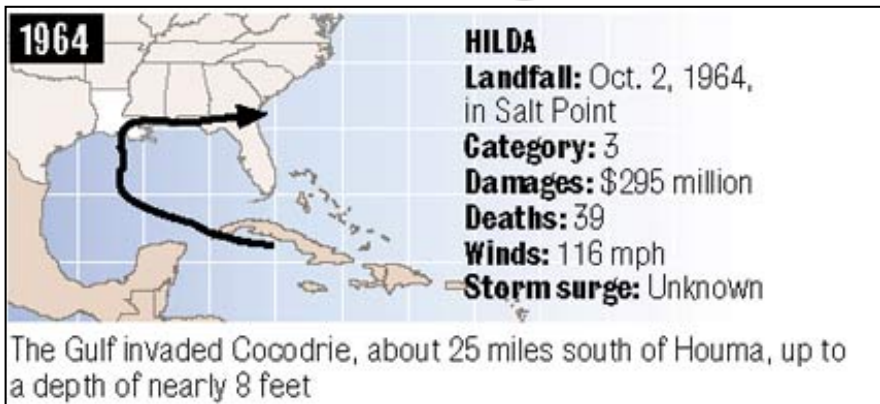 1964
HILDA
Landfall: Oct. 2, 1964,
in Salt Point
Category: 3
Damages: $295 million
Deaths: 39
Winds: 116 mph
Storm surge: Unknown
The Gulf invaded Cocodrie, about 25 miles south of Houma, up to
a depth of nearly 8 feet